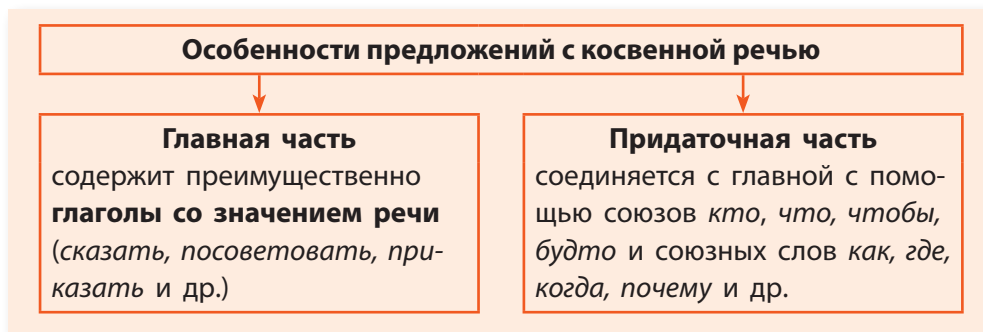 Особенности предложений с косвенной речью
Главная часть
содержит преимущественно
глаголы со значением речи
(сказать, посоветовать, при-
казать и др.)
Придаточная часть
соединяется с главной с помо-
щью союзов кто, что, чтобы,
будто и союзных слов как, где,
когда, почему и др.